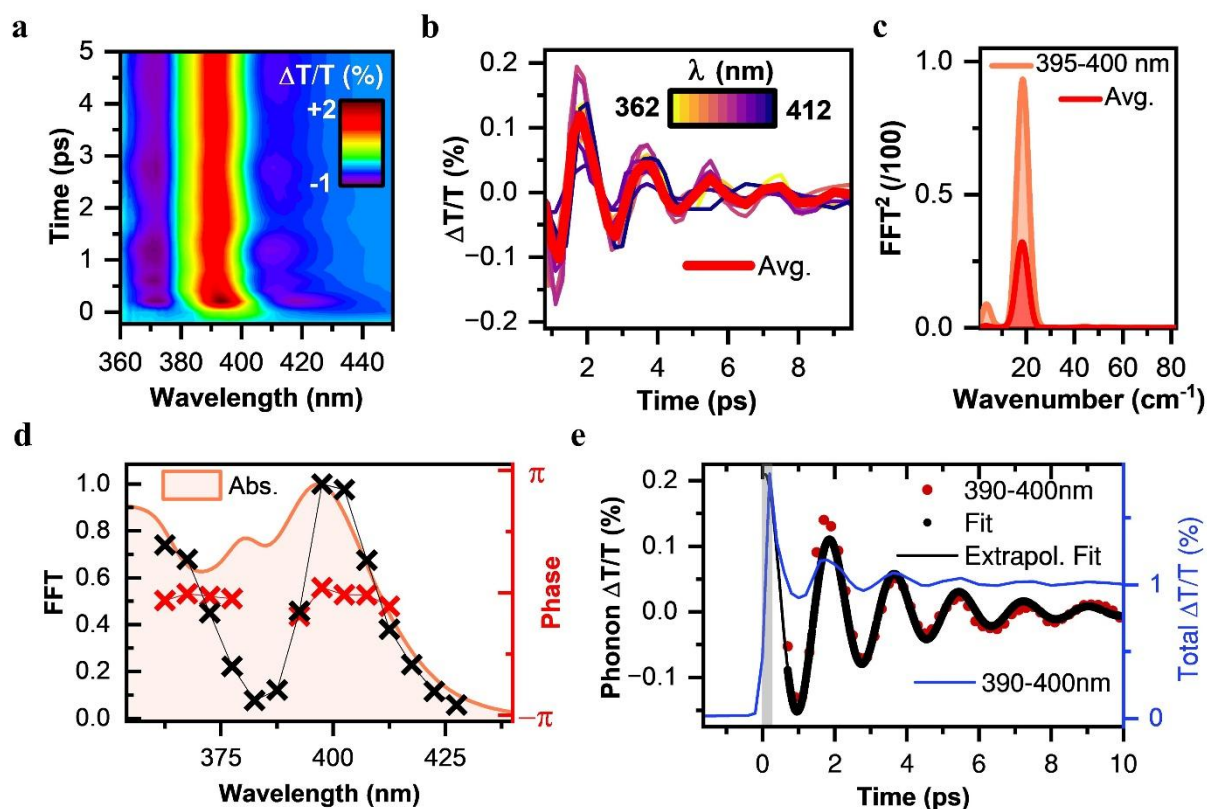 a
5
4
3
2
1
0
Time (ps)
ΔT/T (%)
+2
-1
360 380 400 420 440
Wavelength (nm)
b
0.2
0.1
0.0
−0.1
−0.2
ΔT/T (%)
λ (nm)
362 412
Avg.
2 4 6 8
Time (ps)
c
1.0
0.5
0.0
FFT² (/100)
395-400 nm
Avg.
20 40 60 80
Wavenumber (cm⁻¹)
d
1.0
0.8
0.6
0.4
0.2
0.0
FFT
Abs.
π
−π
Phase
375 400 425
Wavelength (nm)
e
0.2
0.1
0.0
−0.1
Phonon ΔT/T (%)
390-400nm
Fit
Extrapol. Fit
390-400nm
1
0
Total ΔT/T (%)
0 2 4 6 8 10
Time (ps)